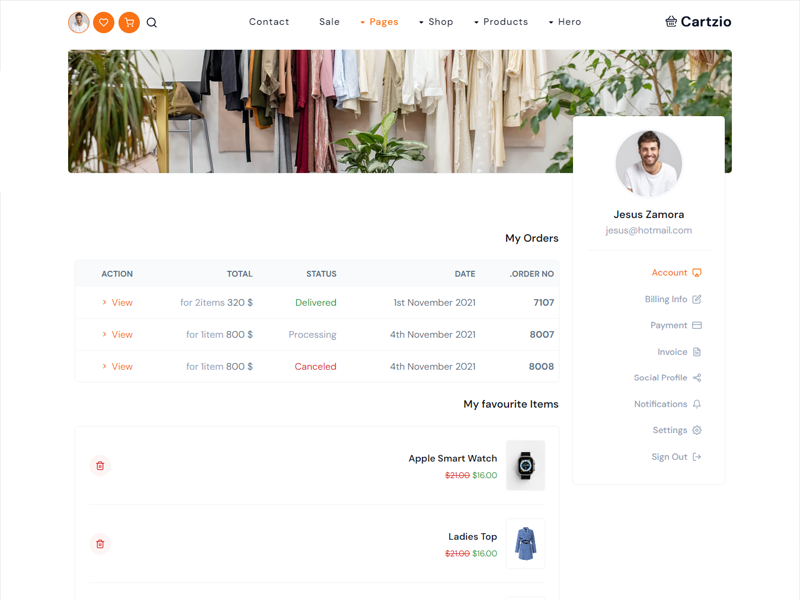 Cartzio
Hero
Products
Shop
Pages
Sale
Contact
Jesus Zamora
jesus@hotmail.com
Account
Billing Info
Payment
Invoice
Social Profile
Notifications
Settings
Sign Out
My Orders
ACTION TOTAL STATUS DATE .ORDER NO
View for 2items 320 $ Delivered 1st November 2021 7107
View for 1item 800 $ Processing 4th November 2021 8007
View for 1item 800 $ Canceled 4th November 2021 8008
My favourite Items
Apple Smart Watch
$21.00 $16.00
Ladies Top
$21.00 $16.00